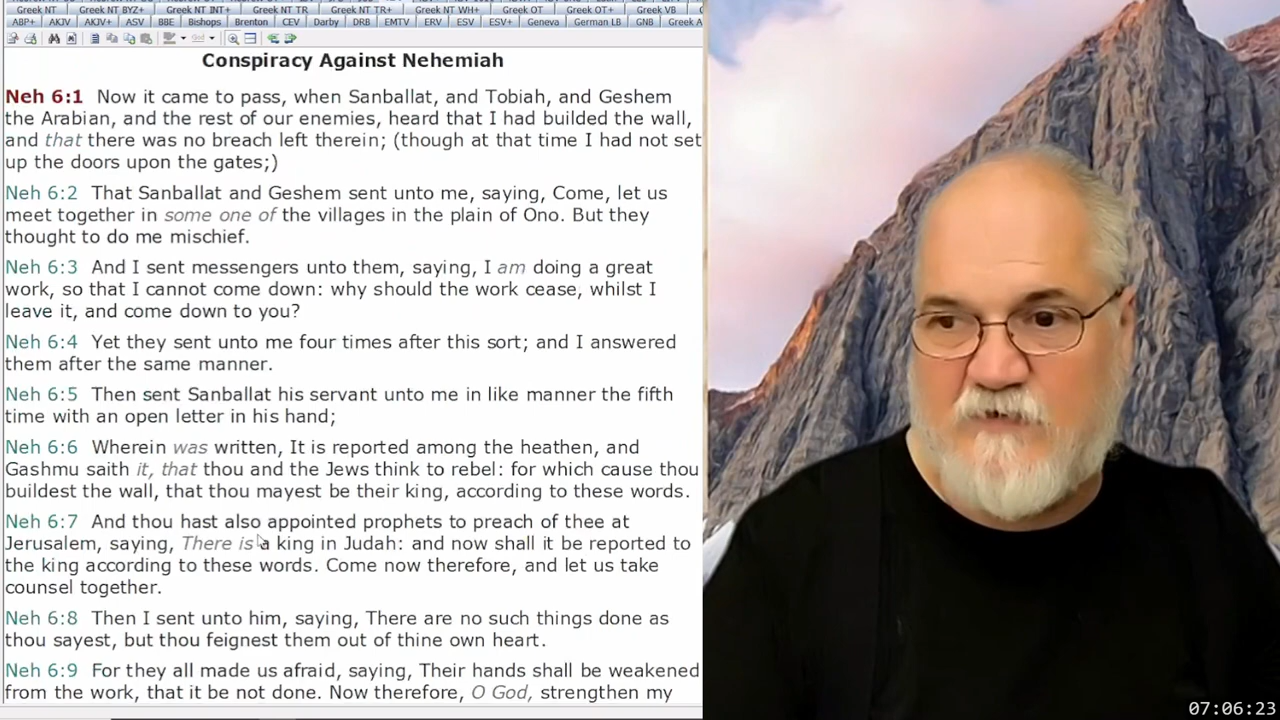 Greek NT Greek NT BYZ+ Greek NT INT+ Greek NT TR Greek NT TR+ Greek NT WH+ Greek OT Greek OT+ Greek VB
ABP+ AKJV AKJV+ ASV BBE Bishops Brenton CEV Darby DRB EMTV ERV ESV ESV+ Geneva German LB GNB Greek A
Conspiracy Against Nehemiah
Neh 6:1 Now it came to pass, when Sanballat, and Tobiah, and Geshem
the Arabian, and the rest of our enemies, heard that I had builded the wall,
and that there was no breach left therein; (though at that time I had not set
up the doors upon the gates;)
Neh 6:2 That Sanballat and Geshem sent unto me, saying, Come, let us
meet together in some one of the villages in the plain of Ono. But they
thought to do me mischief.
Neh 6:3 And I sent messengers unto them, saying, I am doing a great
work, so that I cannot come down: why should the work cease, whilst I
leave it, and come down to you?
Neh 6:4 Yet they sent unto me four times after this sort; and I answered
them after the same manner.
Neh 6:5 Then sent Sanballat his servant unto me in like manner the fifth
time with an open letter in his hand;
Neh 6:6 Wherein was written, It is reported among the heathen, and
Gashmu saith it, that thou and the Jews think to rebel: for which cause thou
buildest the wall, that thou mayest be their king, according to these words.
Neh 6:7 And thou hast also appointed prophets to preach of thee at
Jerusalem, saying, There is a king in Judah: and now shall it be reported to
the king according to these words. Come now therefore, and let us take
counsel together.
Neh 6:8 Then I sent unto him, saying, There are no such things done as
thou sayest, but thou feignest them out of thine own heart.
Neh 6:9 For they all made us afraid, saying, Their hands shall be weakened
from the work, that it be not done. Now therefore, O God, strengthen my
07:06:23